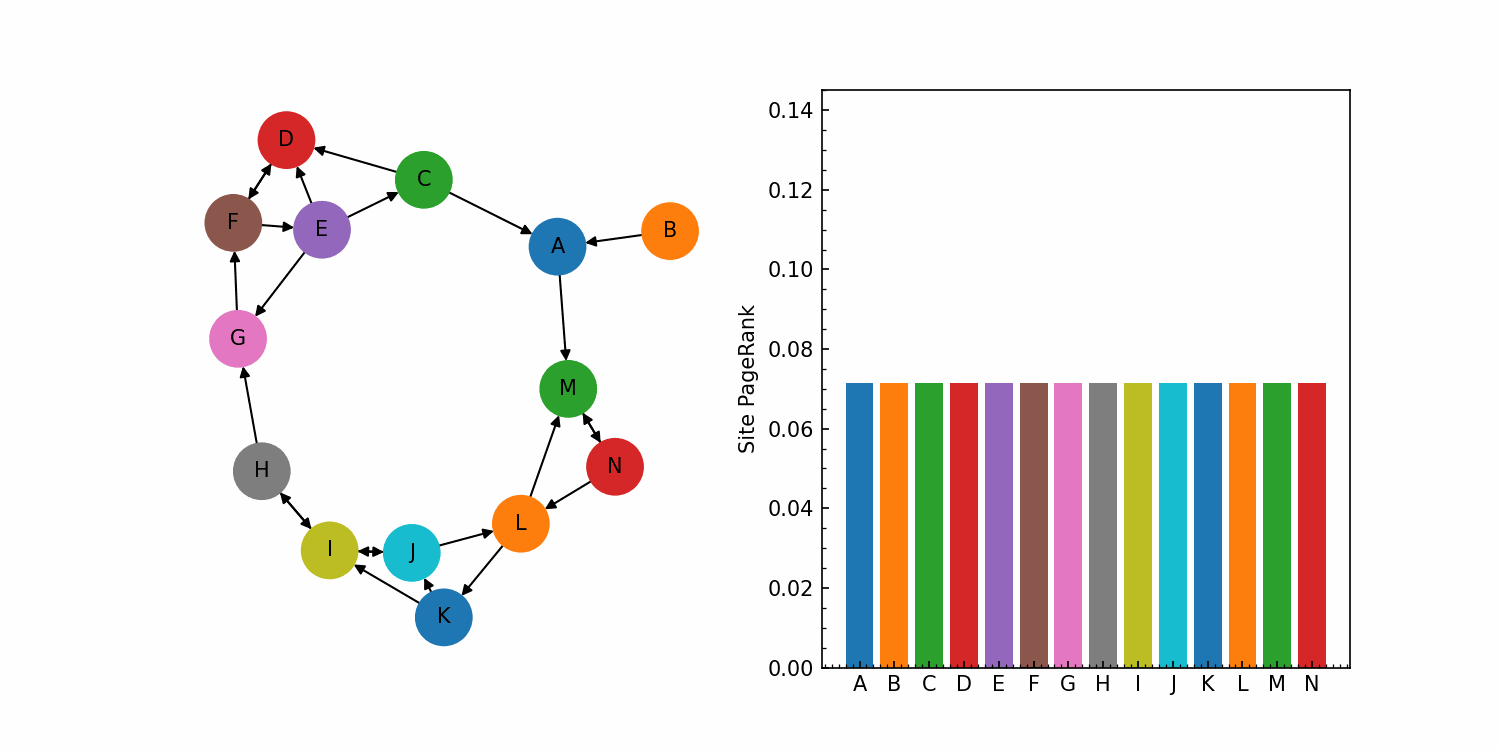 D
C
F
E
B
A
G
M
H
N
L
I
J
K
Site PageRank
0.14
0.12
0.10
0.08
0.06
0.04
0.02
0.00
A B C D E F G H I J K L M N